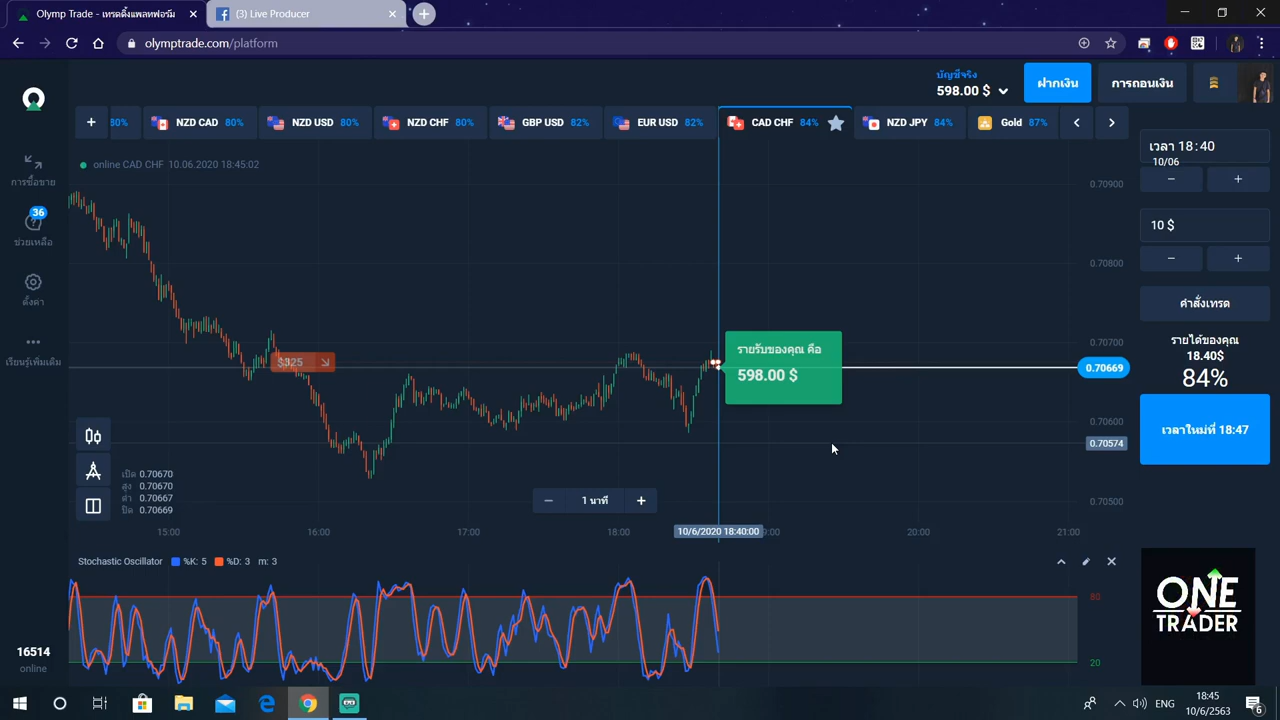 Olymp Trade - เทรดดิ้งแพลทฟอร์ม
(3) Live Producer
olymptrade.com/platform
บัญชีจริง
598.00 $
ฝากเงิน
การถอนเงิน
80%
NZD CAD 80%
NZD USD 80%
NZD CHF 80%
GBP USD 82%
EUR USD 82%
CAD CHF 84%
NZD JPY 84%
Gold 87%
online CAD CHF 10.06.2020 18:45:02
การซื้อขาย
36
ช่วยเหลือ
ตั้งค่า
เรียนรู้เพิ่มเติม
16514
online
0.70900
0.70800
0.70700
0.70669
0.70600
0.70574
0.70500
รายรับของคุณ คือ
598.00 $
เปิด 0.70670
สูง 0.70670
ต่ำ 0.70667
ปิด 0.70669
1 นาที
15:00
16:00
17:00
18:00
10/6/2020 18:40:00
20:00
21:00
Stochastic Oscillator %K: 5 %D: 3 m: 3
80
20
เวลา 18:40
10/06
10 $
คำสั่งเทรด
รายได้ของคุณ:
18.40$
84%
เวลาใหม่ที่ 18:47
ONE
TRADER
ENG
18:45
10/6/2563
6